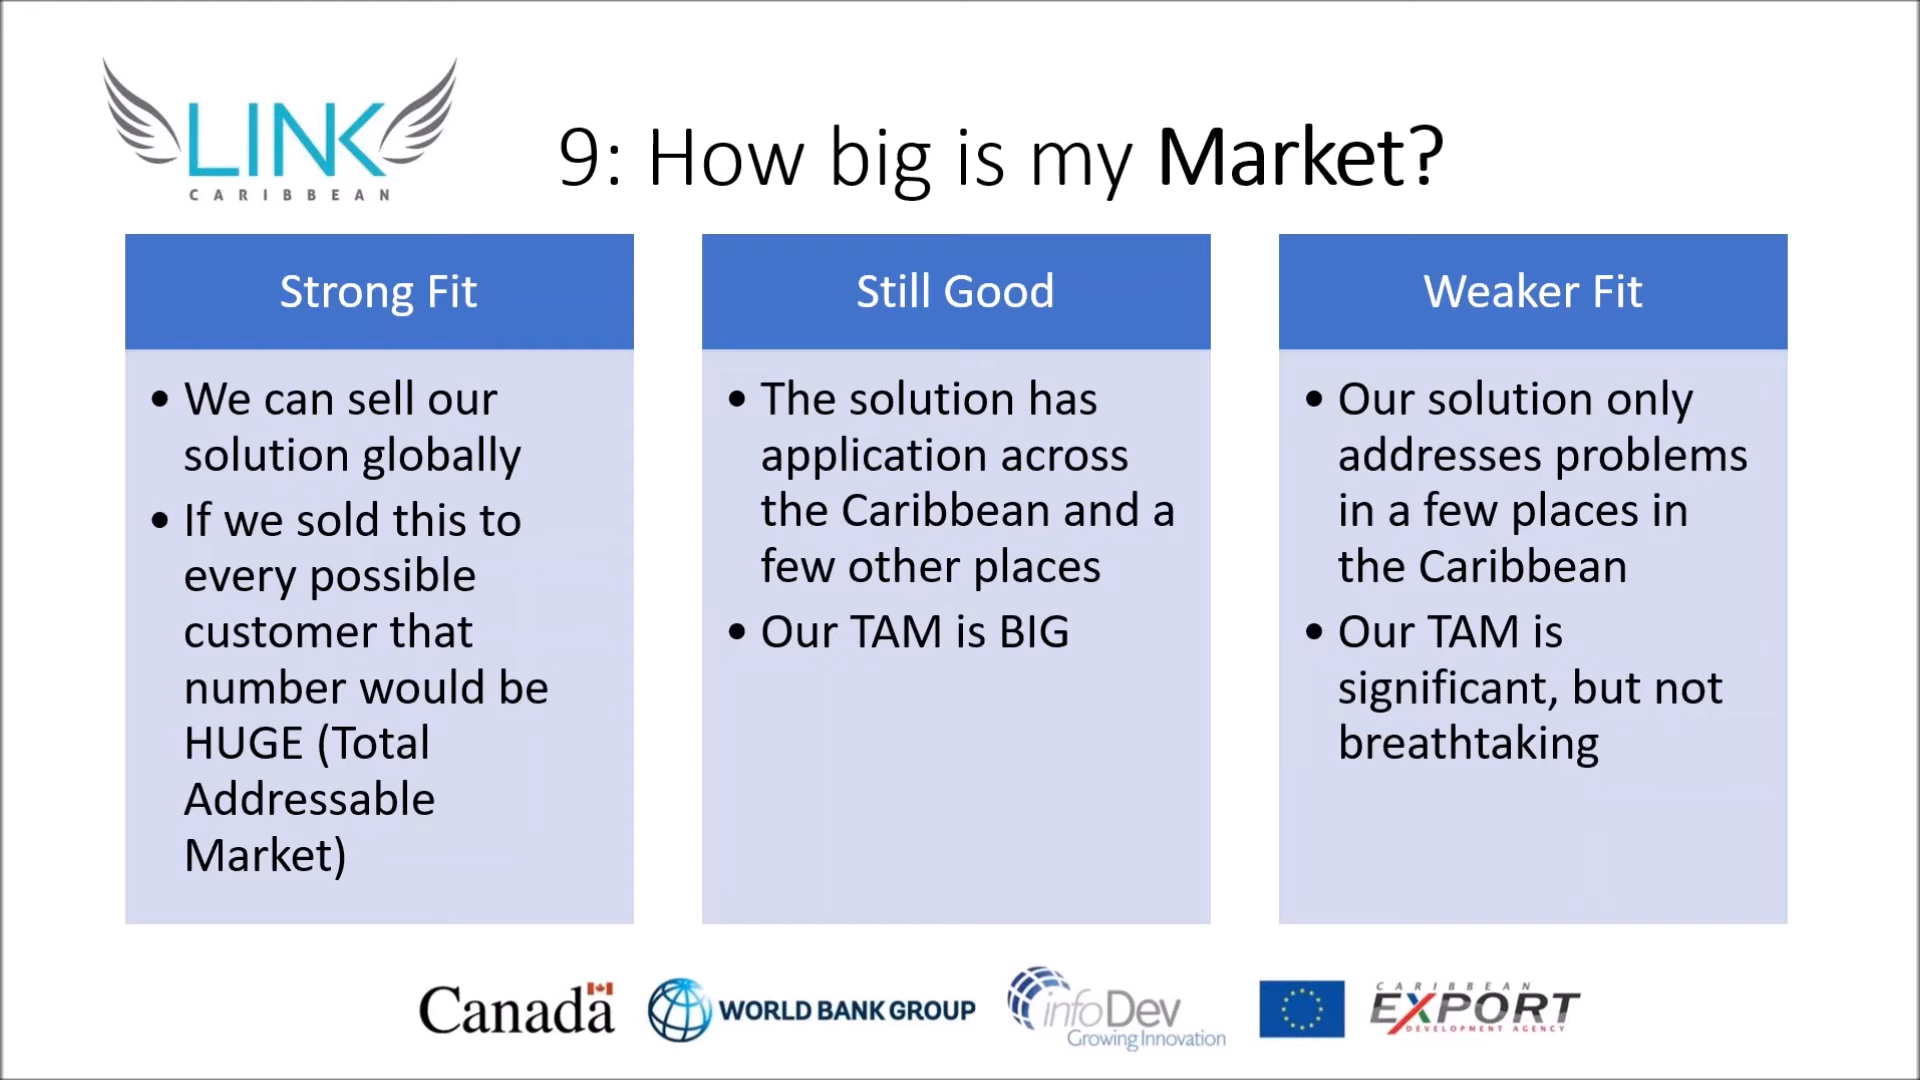 LINK
CARIBBEAN
9: How big is my Market?
Strong Fit
• We can sell our
solution globally
• If we sold this to
every possible
customer that
number would be
HUGE (Total
Addressable
Market)
Still Good
• The solution has
application across
the Caribbean and a
few other places
• Our TAM is BIG
Weaker Fit
• Our solution only
addresses problems
in a few places in
the Caribbean
• Our TAM is
significant, but not
breathtaking
Canada
WORLD BANK GROUP
infoDev
Growing Innovation
CARIBBEAN
EXPORT
DEVELOPMENT AGENCY